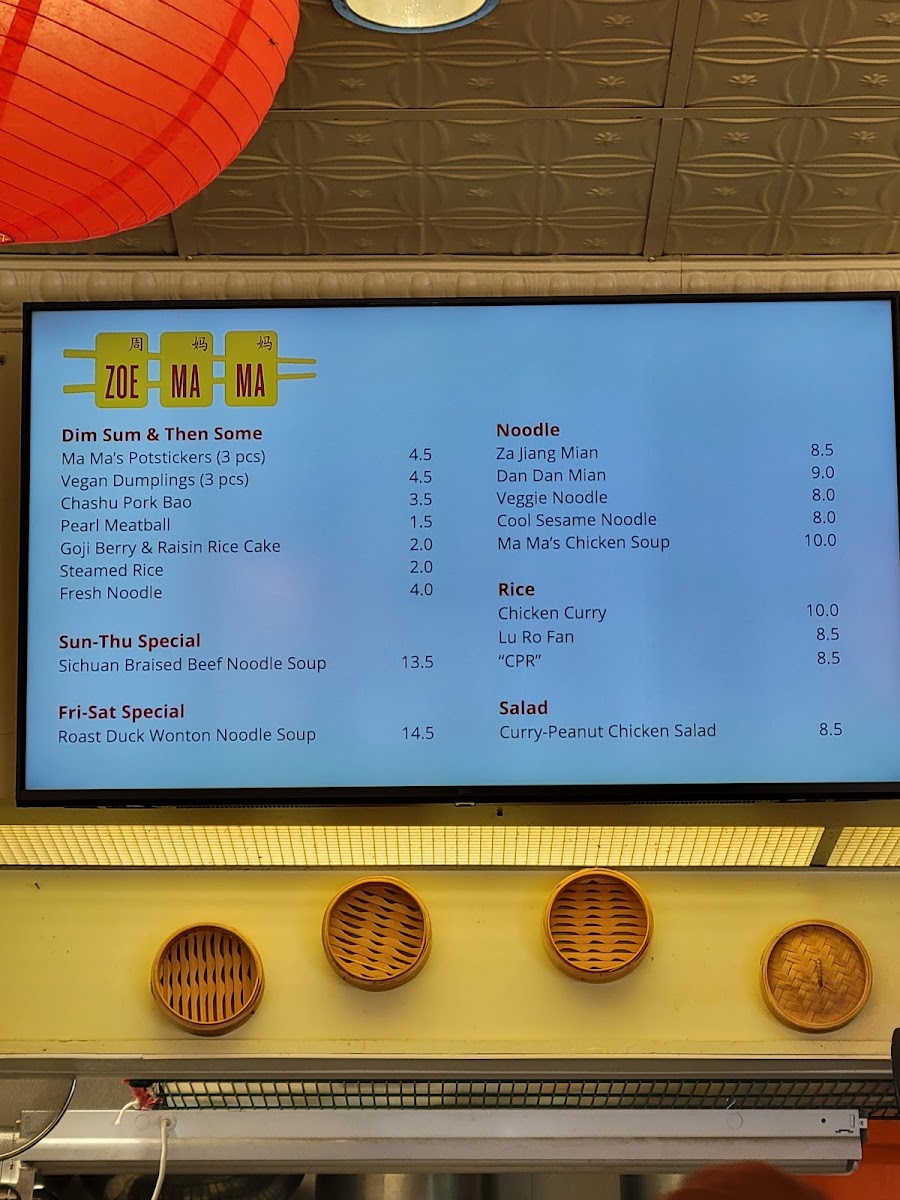 周 妈 妈
ZOE MA MA
Dim Sum & Then Some
Ma Ma's Potstickers (3 pcs) 4.5
Vegan Dumplings (3 pcs) 4.5
Chashu Pork Bao 3.5
Pearl Meatball 1.5
Goji Berry & Raisin Rice Cake 2.0
Steamed Rice 2.0
Fresh Noodle 4.0
Sun-Thu Special
Sichuan Braised Beef Noodle Soup 13.5
Fri-Sat Special
Roast Duck Wonton Noodle Soup 14.5
Noodle
Za Jiang Mian 8.5
Dan Dan Mian 9.0
Veggie Noodle 8.0
Cool Sesame Noodle 8.0
Ma Ma's Chicken Soup 10.0
Rice
Chicken Curry 10.0
Lu Ro Fan 8.5
“CPR” 8.5
Salad
Curry-Peanut Chicken Salad 8.5